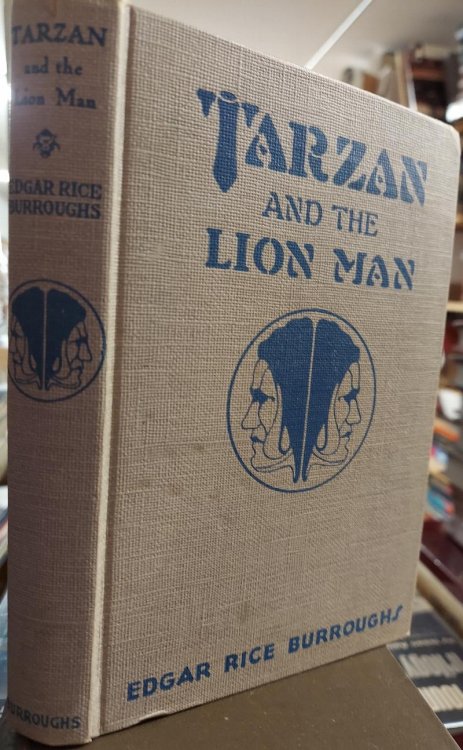 TARZAN
and the
Lion Man
EDGAR RICE
BURROUGHS
BURROUGHS
TARZAN
AND THE
LION MAN
EDGAR RICE BURROUGHS